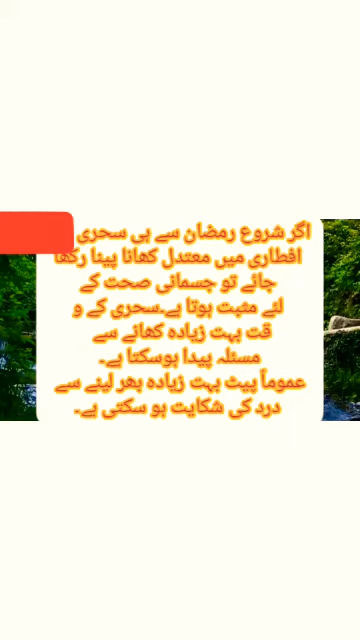 اگر شروع رمضان سے ہی سحری
افطاری میں معتدل کھانا پینا رکھا
جائے تو جسمانی صحت کے
لئے مثبت ہوتا ہے۔سحری کے و
قت بہت زیادہ کھانے سے
مسئلہ پیدا ہوسکتا ہے۔
عموماً پیٹ بہت زیادہ بھر لینے سے
درد کی شکایت ہو سکتی ہے۔